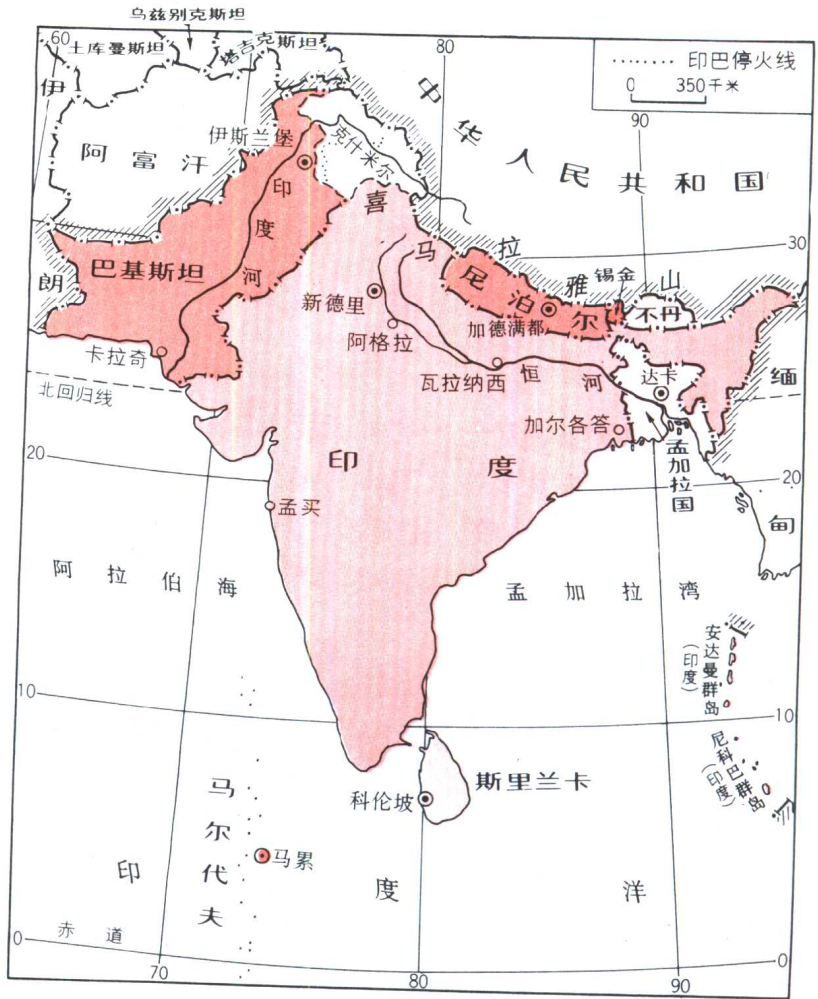 乌兹别克斯坦
60
土库曼斯坦
塔吉克斯坦
80
印巴停火线
0 350千米
伊朗
阿富汗
中华人民共和国
90
伊斯兰堡
克什米尔
印度河
喜马拉雅山
30
巴基斯坦
尼泊尔
锡金
不丹
新德里
加德满都
阿格拉
卡拉奇
瓦拉纳西
恒河
达卡
缅甸
北回归线
加尔各答
孟加拉国
20
印度
20
孟买
阿拉伯海
孟加拉湾
安达曼群岛
(印度)
10
10
尼科巴群岛
(印度)
斯里兰卡
科伦坡
马尔代夫
马累
印度洋
赤道
0
0
70
80
90